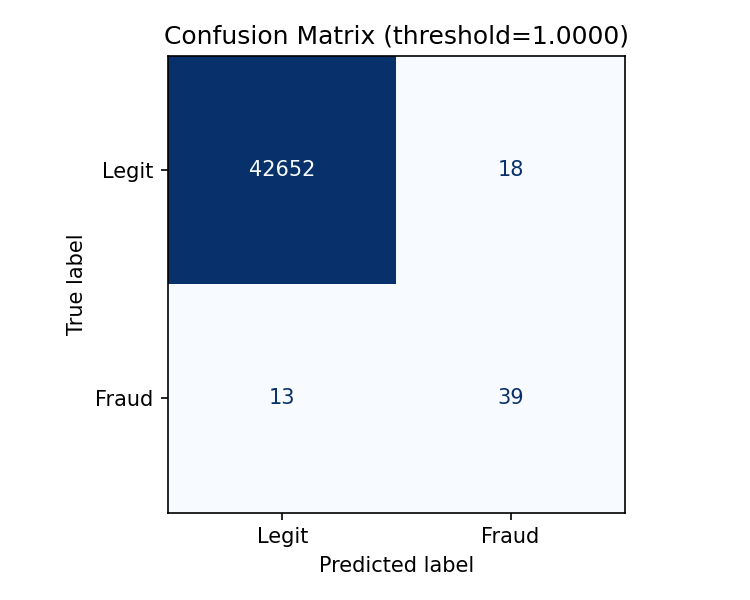 Confusion Matrix (threshold=1.0000)
True label
Legit
42652
18
Fraud
13
39
Legit
Fraud
Predicted label